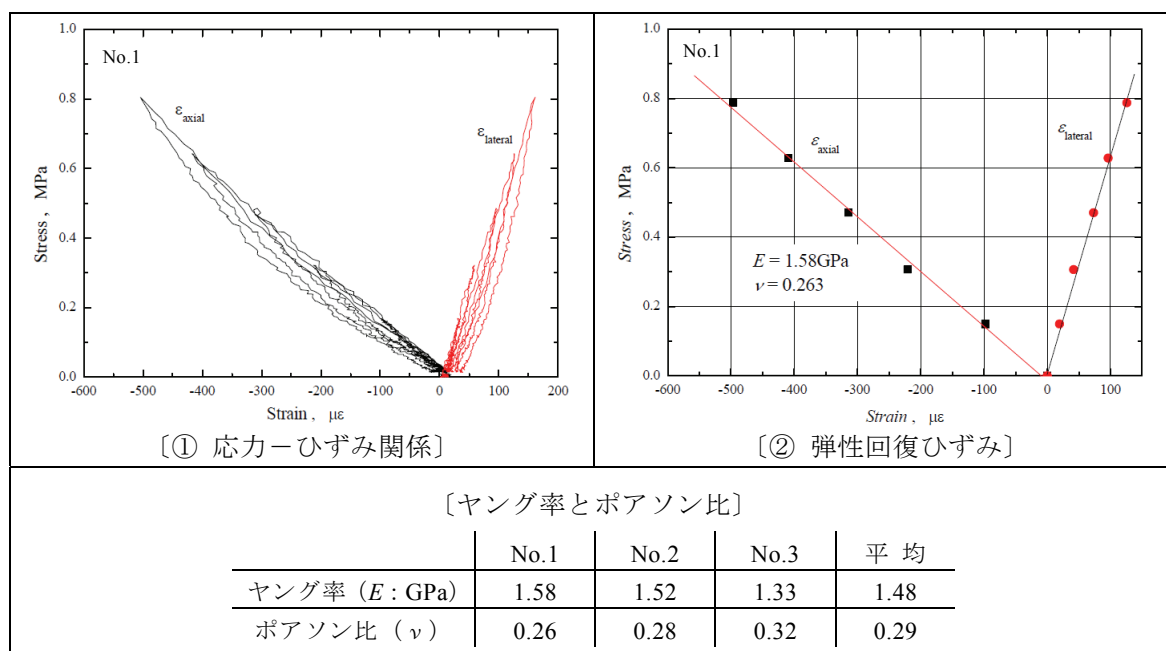 No.1
ε axial
ε lateral
1.0
0.8
0.6
0.4
0.2
0.0
Stress , MPa
-600 -500 -400 -300 -200 -100 0 100 200
Strain , με
〔① 応力－ひずみ関係〕
No.1
ε axial
ε lateral
E = 1.58GPa
ν = 0.263
1.0
0.8
0.6
0.4
0.2
0.0
Stress , MPa
-600 -500 -400 -300 -200 -100 0 100
Strain , με
〔② 弾性回復ひずみ〕
〔ヤング率とポアソン比〕
No.1 No.2 No.3 平 均
ヤング率（E : GPa） 1.58 1.52 1.33 1.48
ポアソン比（ν） 0.26 0.28 0.32 0.29